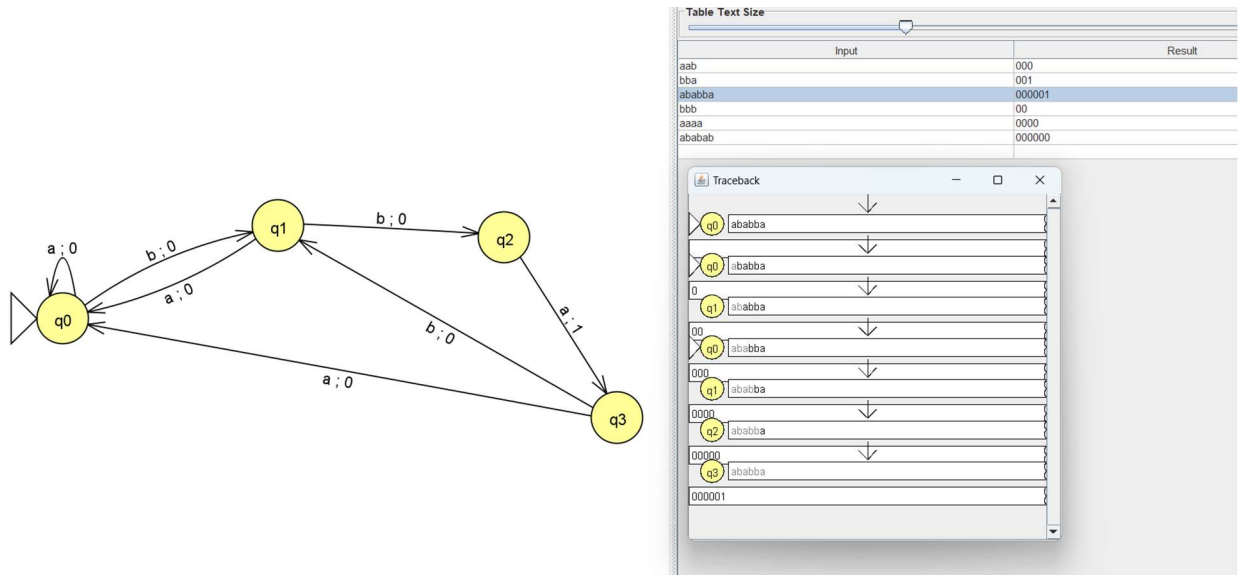 Table Text Size
Input Result
aab 000
bba 001
ababba 000001
bbb 00
aaaa 0000
ababab 000000
Traceback
q0 ababba
q0 ababba
0
q1 ababba
00
q0 ababba
000
q1 ababba
0000
q2 ababba
00000
q3 ababba
000001
a ; 0
b ; 0
a ; 0
b ; 0
a ; 1
b ; 0
a ; 0
q0
q1
q2
q3